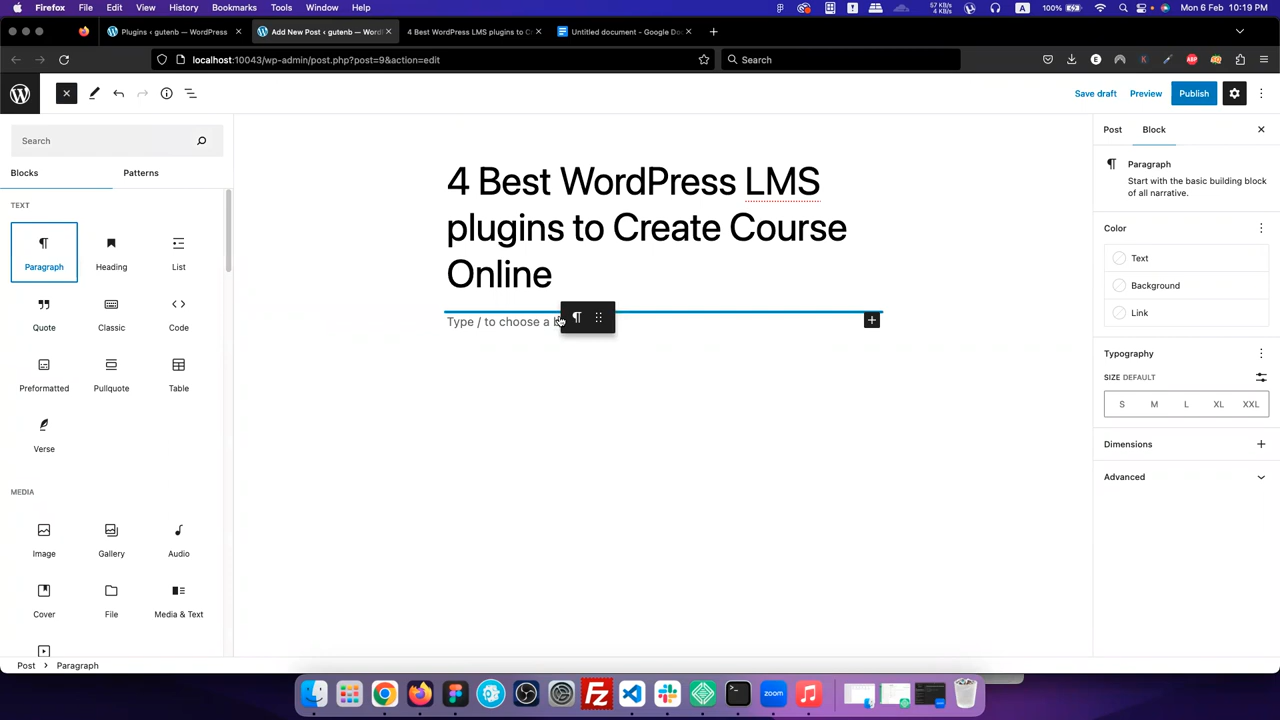 Firefox File Edit View History Bookmarks Tools Window Help 57 KB/s 4 KB/s A 100% Mon 6 Feb 10:19 PM
Plugins ‹ gutenb — WordPress Add New Post ‹ gutenb — Word 4 Best WordPress LMS plugins to C Untitled document - Google Do
localhost:10043/wp-admin/post.php?post=9&action=edit Search
Save draft Preview Publish
Search
Blocks Patterns
TEXT
Paragraph Heading List
Quote Classic Code
Preformatted Pullquote Table
Verse
MEDIA
Image Gallery Audio
Cover File Media & Text
4 Best WordPress LMS
plugins to Create Course
Online
Type / to choose a
Post Block
Paragraph
Start with the basic building block
of all narrative.
Color
Text
Background
Link
Typography
SIZE DEFAULT
S M L XL XXL
Dimensions
Advanced
Post Paragraph
zoom